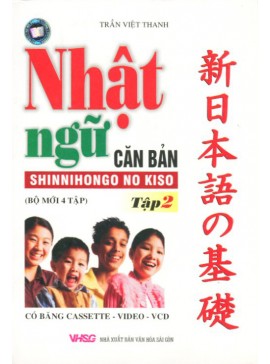 TRẦN VIỆT THANH
Nhật
ngữ
CĂN BẢN
SHINNIHONGO NO KISO
(BỘ MỚI 4 TẬP)
Tập 2
新日本語の基礎
CÓ BĂNG CASSETTE - VIDEO - VCD
VHSG
NHÀ XUẤT BẢN VĂN HÓA SÀI GÒN